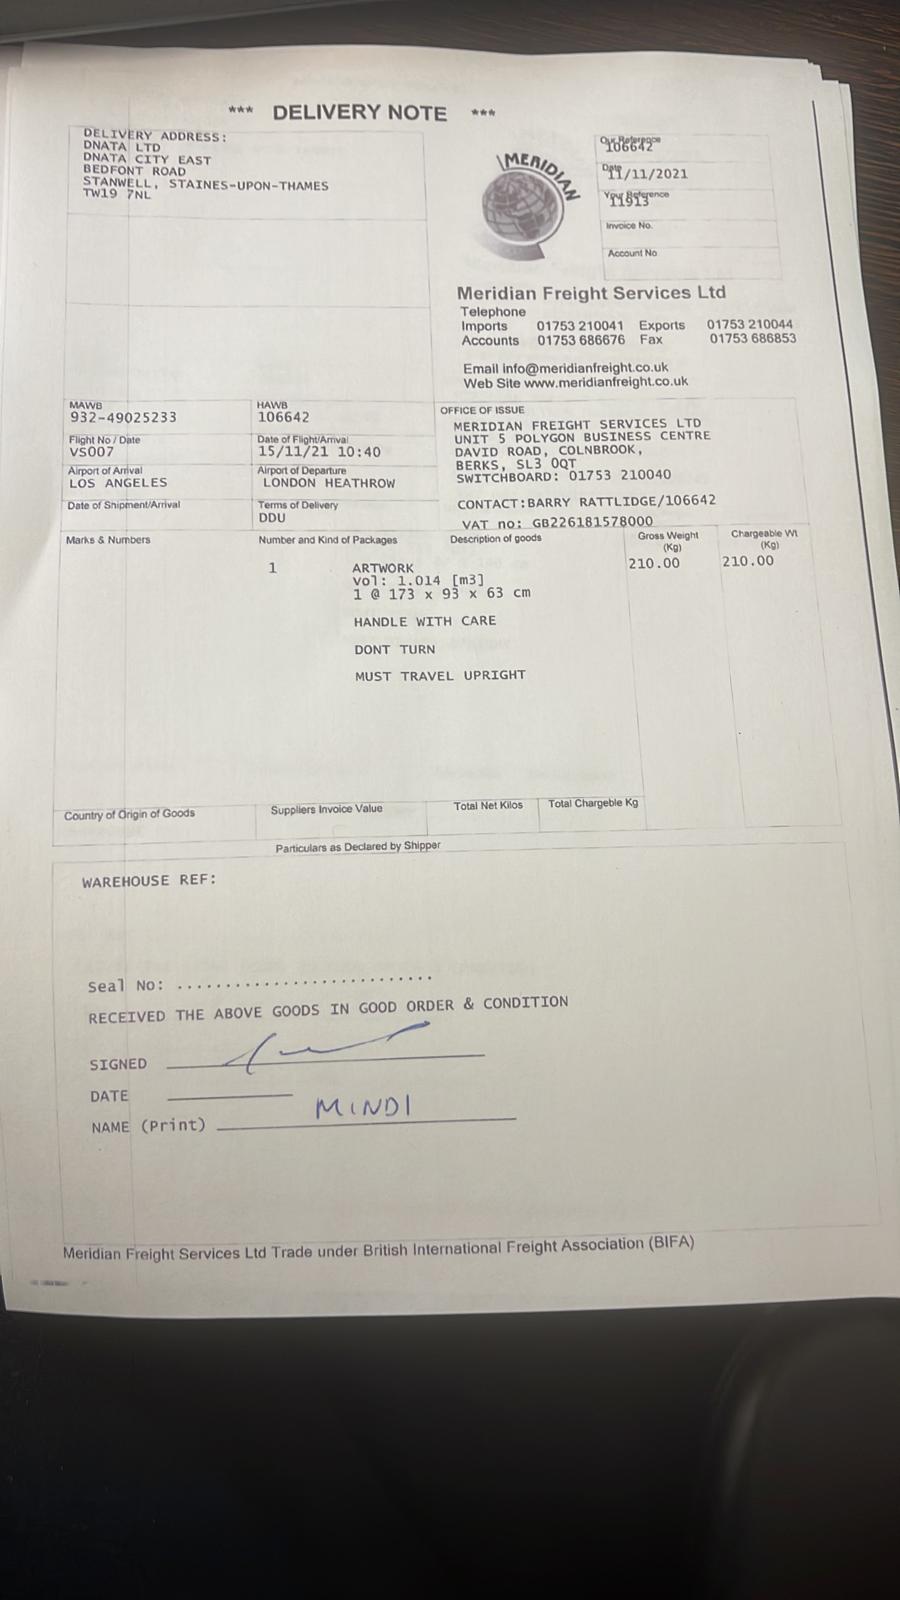 *** DELIVERY NOTE ***
DELIVERY ADDRESS:
DNATA LTD
DNATA CITY EAST
BEDFONT ROAD
STANWELL, STAINES-UPON-THAMES
TW19 7NL
MERIDIAN
Our Reference
106642
Date
11/11/2021
Your Reference
11913
Invoice No.
Account No
Meridian Freight Services Ltd
Telephone
Imports 01753 210041 Exports 01753 210044
Accounts 01753 686676 Fax 01753 686853
Email info@meridianfreight.co.uk
Web Site www.meridianfreight.co.uk
MAWB HAWB
932-49025233 106642
Flight No / Date Date of Flight/Arrival
VS007 15/11/21 10:40
Airport of Arrival Airport of Departure
LOS ANGELES LONDON HEATHROW
Date of Shipment/Arrival Terms of Delivery
DDU
OFFICE OF ISSUE
MERIDIAN FREIGHT SERVICES LTD
UNIT 5 POLYGON BUSINESS CENTRE
DAVID ROAD, COLNBROOK,
BERKS, SL3 0QT
SWITCHBOARD: 01753 210040
CONTACT:BARRY RATTLIDGE/106642
VAT no: GB226181578000
Marks & Numbers Number and Kind of Packages Description of goods Gross Weight (Kg) Chargeable Wt (Kg)
1 ARTWORK 210.00 210.00
Vol: 1.014 [m3]
1 @ 173 x 93 x 63 cm
HANDLE WITH CARE
DONT TURN
MUST TRAVEL UPRIGHT
Country of Origin of Goods Suppliers Invoice Value Total Net Kilos Total Chargeble Kg
Particulars as Declared by Shipper
WAREHOUSE REF:
Seal No: ............................
RECEIVED THE ABOVE GOODS IN GOOD ORDER & CONDITION
SIGNED
DATE
NAME (Print) MINDI
Meridian Freight Services Ltd Trade under British International Freight Association (BIFA)